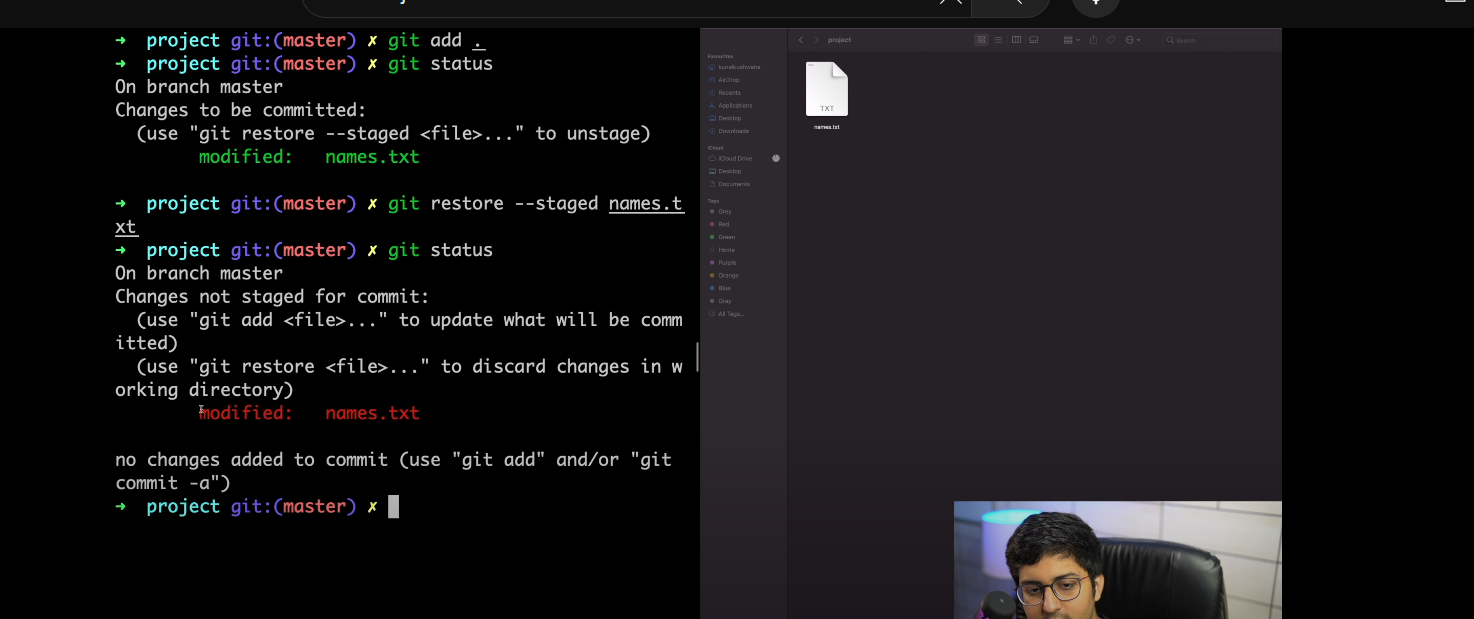 ➜ project git:(master) ✗ git add .
➜ project git:(master) ✗ git status
On branch master
Changes to be committed:
(use "git restore --staged <file>..." to unstage)
modified: names.txt
➜ project git:(master) ✗ git restore --staged names.t
xt
➜ project git:(master) ✗ git status
On branch master
Changes not staged for commit:
(use "git add <file>..." to update what will be comm
itted)
(use "git restore <file>..." to discard changes in w
orking directory)
modified: names.txt
no changes added to commit (use "git add" and/or "git
commit -a")
➜ project git:(master) ✗
project
Search
Favourites
kunalkushwaha
AirDrop
Recents
Applications
Desktop
Downloads
iCloud
iCloud Drive
Desktop
Documents
Tags
Grey
Red
Green
Home
Purple
Orange
Blue
Gray
All Tags...
TXT
names.txt